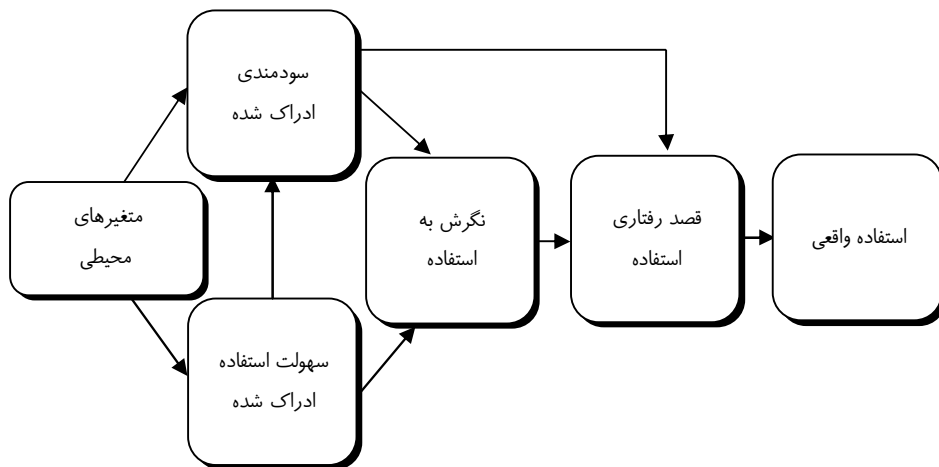 سودمندی
ادراک شده
متغیرهای
محیطی
سهولت استفاده
ادراک شده
نگرش به
استفاده
قصد رفتاری
استفاده
استفاده واقعی